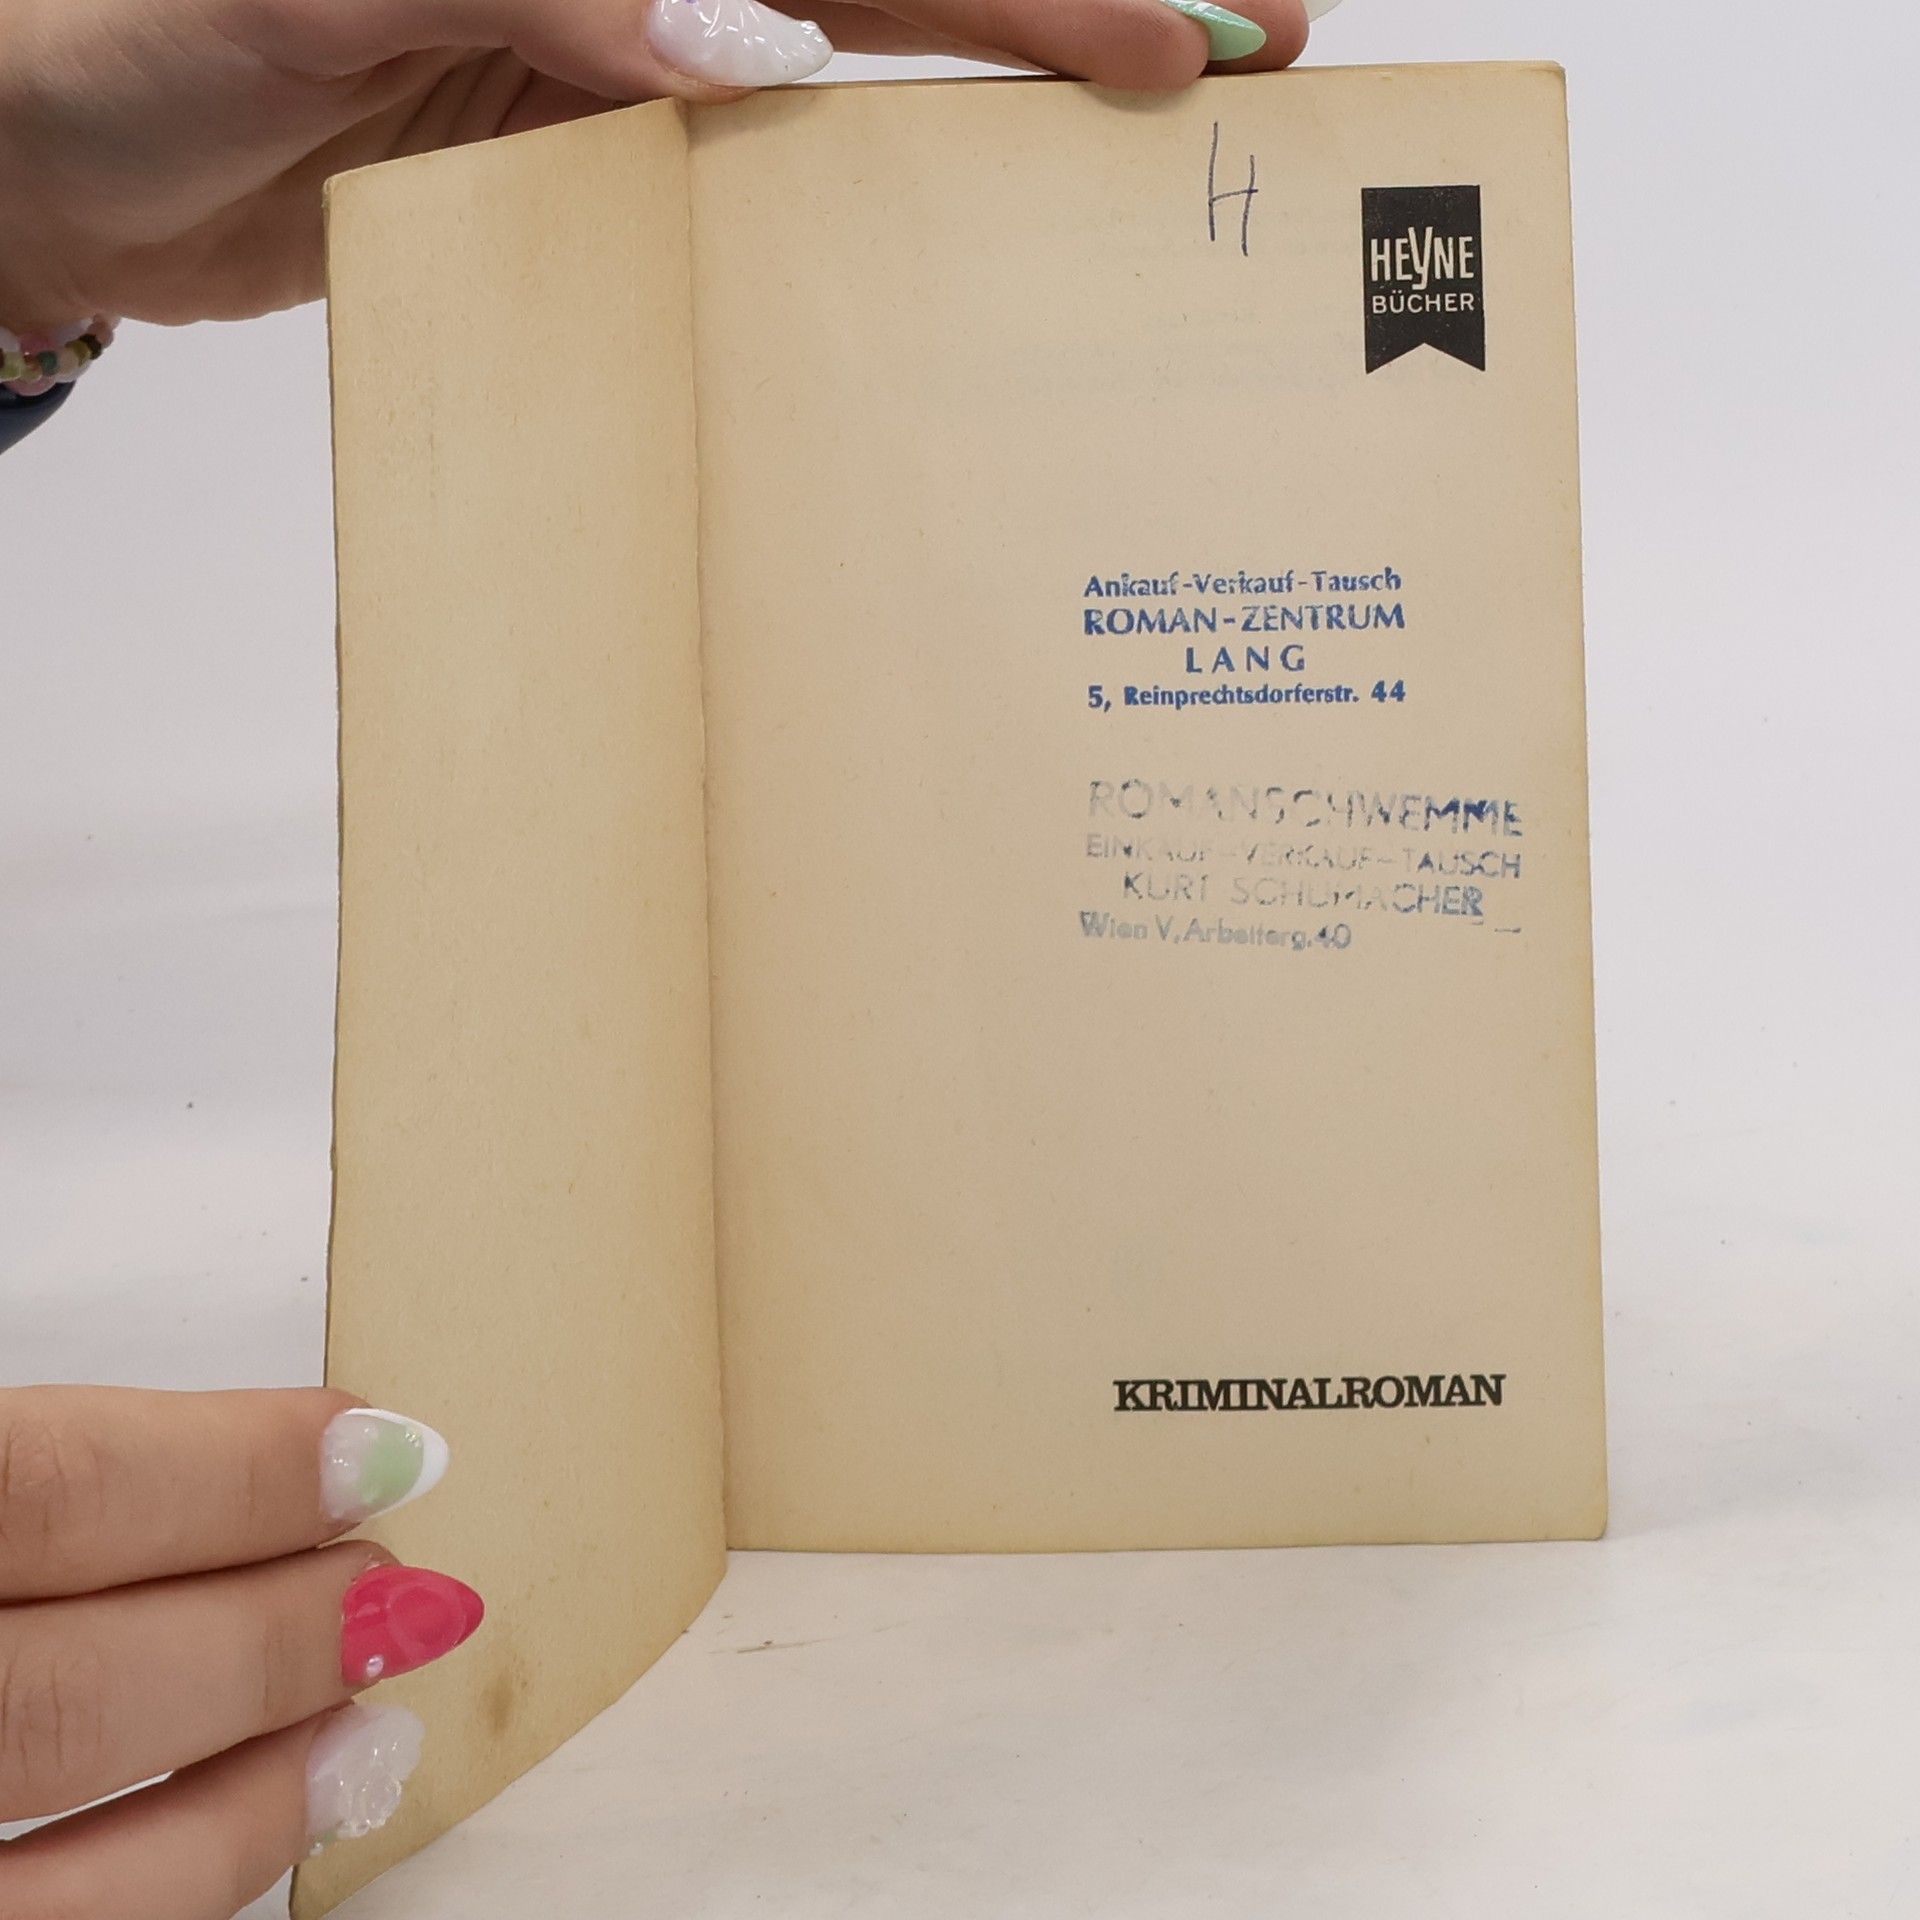 H
HEYNE
BÜCHER
Ankauf-Verkauf-Tausch
ROMAN-ZENTRUM
LANG
5, Reinprechtsdorferstr. 44
ROMANSCHWEMME
EINKAUF-VERKAUF-TAUSCH
KURT SCHUMACHER
Wien V, Arbeiterg. 40
KRIMINALROMAN